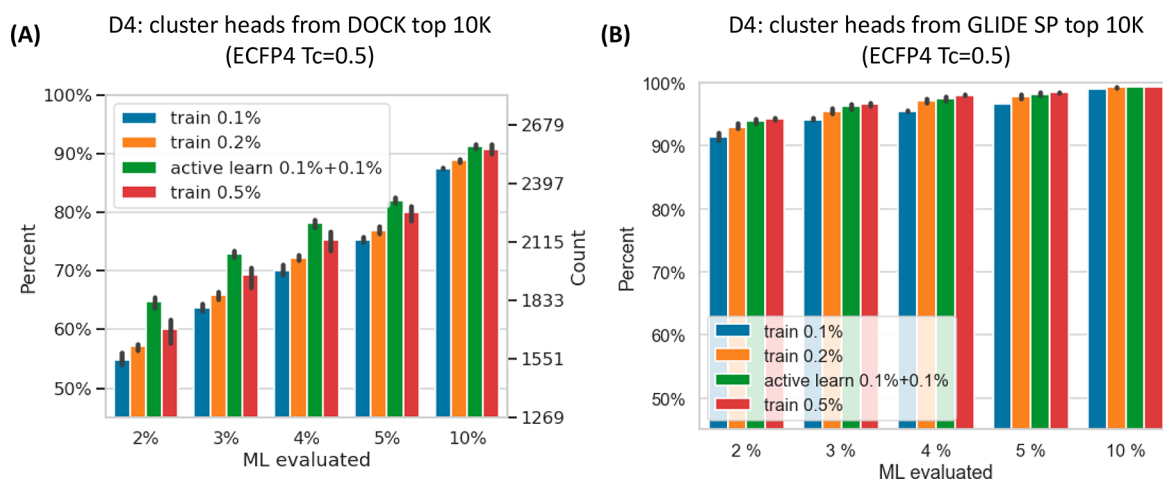 (A)
D4: cluster heads from DOCK top 10K
(ECFP4 Tc=0.5)
100%
90%
80%
70%
60%
50%
Percent
train 0.1%
train 0.2%
active learn 0.1%+0.1%
train 0.5%
2679
2397
2115
1833
1551
1269
Count
2%
3%
4%
5%
10%
ML evaluated
(B)
D4: cluster heads from GLIDE SP top 10K
(ECFP4 Tc=0.5)
100%
90%
80%
70%
60%
50%
Percent
train 0.1%
train 0.2%
active learn 0.1%+0.1%
train 0.5%
2 %
3 %
4 %
5 %
10 %
ML evaluated